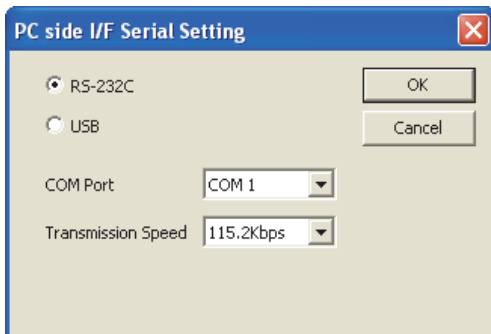 PC side I/F Serial Setting
RS-232C
OK
USB
Cancel
COM Port COM 1
Transmission Speed 115.2Kbps